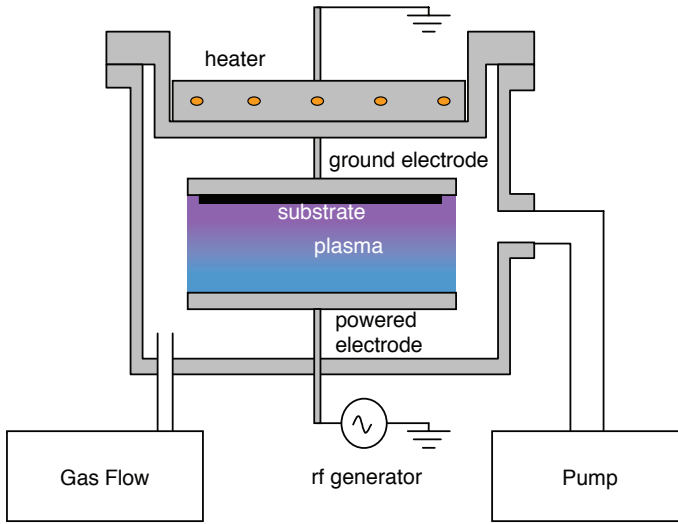 heater
ground electrode
substrate
plasma
powered
electrode
Gas Flow
rf generator
Pump